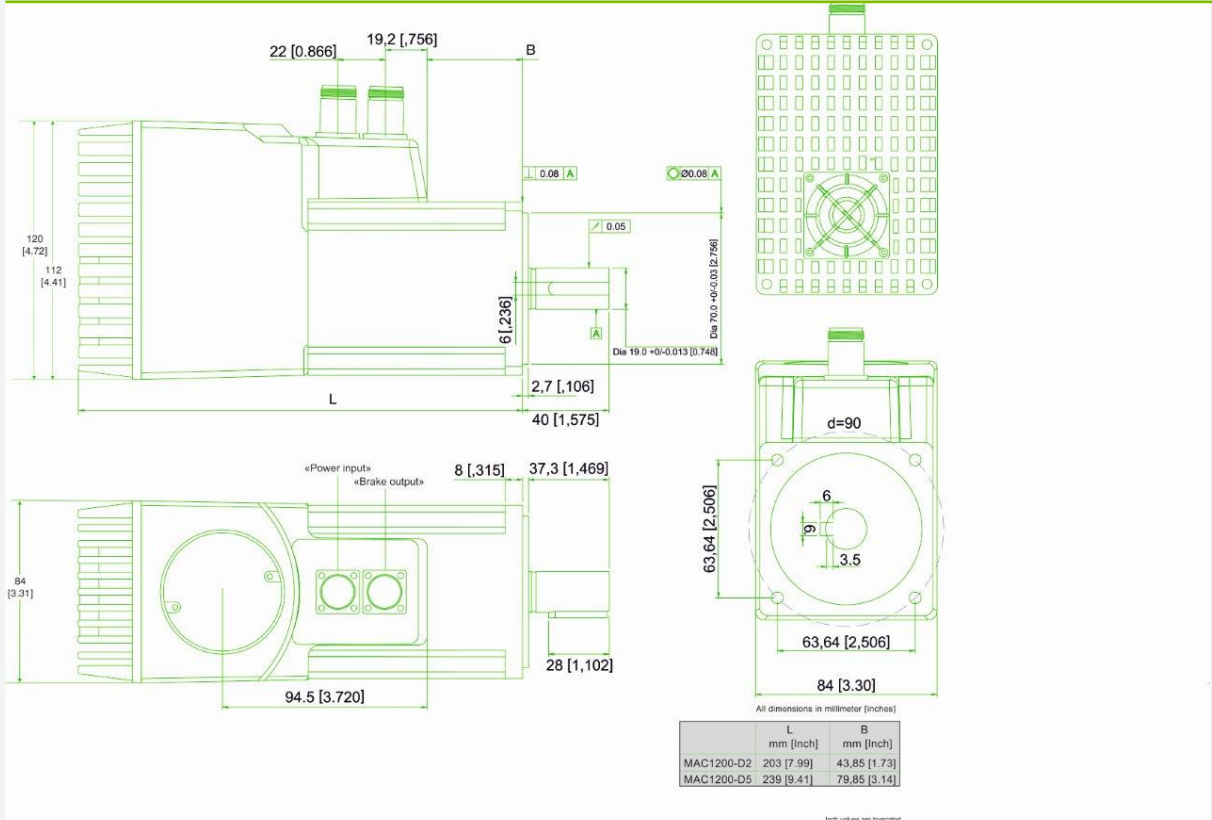 19,2 [,756]
22 [0.866]
B
⊥ 0.08 A
Ø0.08 A
0.05
120
[4.72]
112
[4.41]
6 [,236]
A
Dia 70.0 +0/-0.03 [2.756]
Dia 19.0 +0/-0.013 [0.748]
2,7 [,106]
L
40 [1,575]
«Power input»
«Brake output»
8 [,315]
37,3 [1,469]
84
[3.31]
28 [1,102]
94.5 [3.720]
d=90
63,64 [2,506]
6
6
3.5
63,64 [2,506]
84 [3.30]
All dimensions in millimeter [inches]
L B
mm [Inch] mm [Inch]
MAC1200-D2 203 [7.99] 43,85 [1.73]
MAC1200-D5 239 [9.41] 79,85 [3.14]
Inch values are truncated